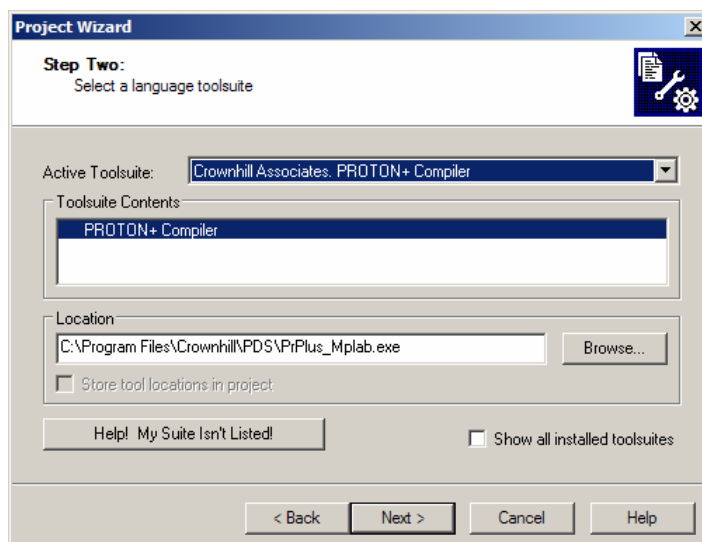 Project Wizard
Step Two:
Select a language toolsuite
Active Toolsuite: Crownhill Associates. PROTON+ Compiler
Toolsuite Contents
PROTON+ Compiler
Location
C:\Program Files\Crownhill\PDS\PrPlus_Mplab.exe Browse...
Store tool locations in project
Help! My Suite Isn't Listed! Show all installed toolsuites
< Back Next > Cancel Help